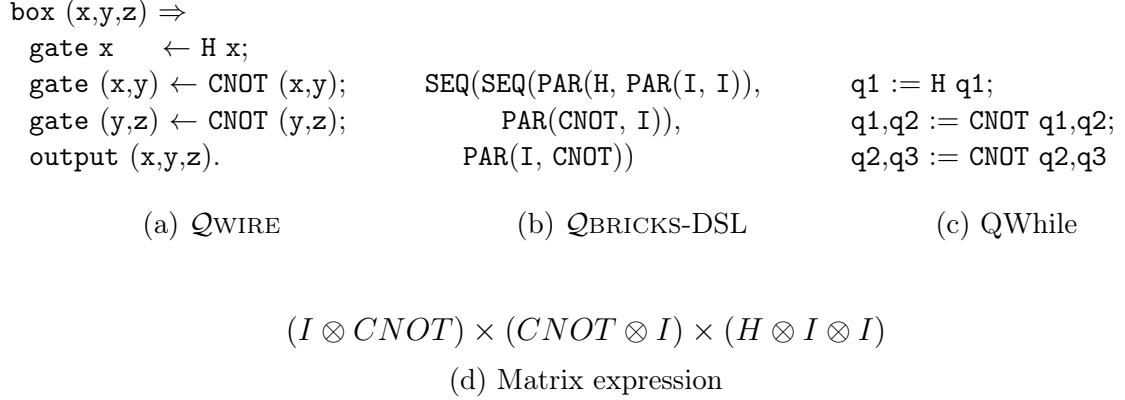 box (x,y,z) ⇒
gate x ← H x;
gate (x,y) ← CNOT (x,y);
gate (y,z) ← CNOT (y,z);
output (x,y,z).
(a) QWIRE
SEQ(SEQ(PAR(H, PAR(I, I)),
PAR(CNOT, I)),
PAR(I, CNOT))
(b) QBRICKS-DSL
q1 := H q1;
q1,q2 := CNOT q1,q2;
q2,q3 := CNOT q2,q3
(c) QWhile
(I ⊗ CNOT) × (CNOT ⊗ I) × (H ⊗ I ⊗ I)
(d) Matrix expression